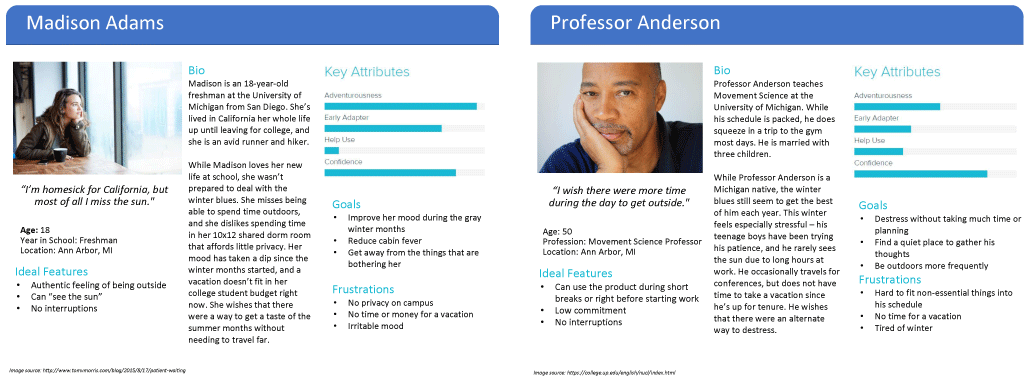 Madison Adams
Bio
Madison is an 18-year-old
freshman at the University of
Michigan from San Diego. She's
lived in California her whole life
up until leaving for college, and
she is an avid runner and hiker.
While Madison loves her new
life at school, she wasn't
prepared to deal with the
winter blues. She misses being
able to spend time outdoors,
and she dislikes spending time
in her 10x12 shared dorm room
that affords little privacy. Her
mood has taken a dip since the
winter months started, and a
vacation doesn't fit in her
college student budget right
now. She wishes that there
were a way to get a taste of the
summer months without
needing to travel far.
"I'm homesick for California, but
most of all I miss the sun."
Age: 18
Year in School: Freshman
Location: Ann Arbor, MI
Ideal Features
• Authentic feeling of being outside
• Can "see the sun"
• No interruptions
Key Attributes
Adventurousness
Early Adapter
Help Use
Confidence
Goals
• Improve her mood during the gray
winter months
• Reduce cabin fever
• Get away from the things that are
bothering her
Frustrations
• No privacy on campus
• No time or money for a vacation
• Irritable mood
Image source: http://www.tommorris.com/blog/2015/8/17/patient-waiting
Professor Anderson
Bio
Professor Anderson teaches
Movement Science at the
University of Michigan. While
his schedule is packed, he does
squeeze in a trip to the gym
most days. He is married with
three children.
While Professor Anderson is a
Michigan native, the winter
blues still seem to get the best
of him each year. This winter
feels especially stressful – his
teenage boys have been trying
his patience, and he rarely sees
the sun due to long hours at
work. He occasionally travels for
conferences, but does not have
time to take a vacation since
he's up for tenure. He wishes
that there were an alternate
way to destress.
"I wish there were more time
during the day to get outside."
Age: 50
Profession: Movement Science Professor
Location: Ann Arbor, MI
Ideal Features
• Can use the product during short
breaks or right before starting work
• Low commitment
• No interruptions
Key Attributes
Adventurousness
Early Adapter
Help Use
Confidence
Goals
• Destress without taking much time or
planning
• Find a quiet place to gather his
thoughts
• Be outdoors more frequently
Frustrations
• Hard to fit non-essential things into
his schedule
• No time for a vacation
• Tired of winter
Image source: https://college.up.edu/english/nucl/index.html